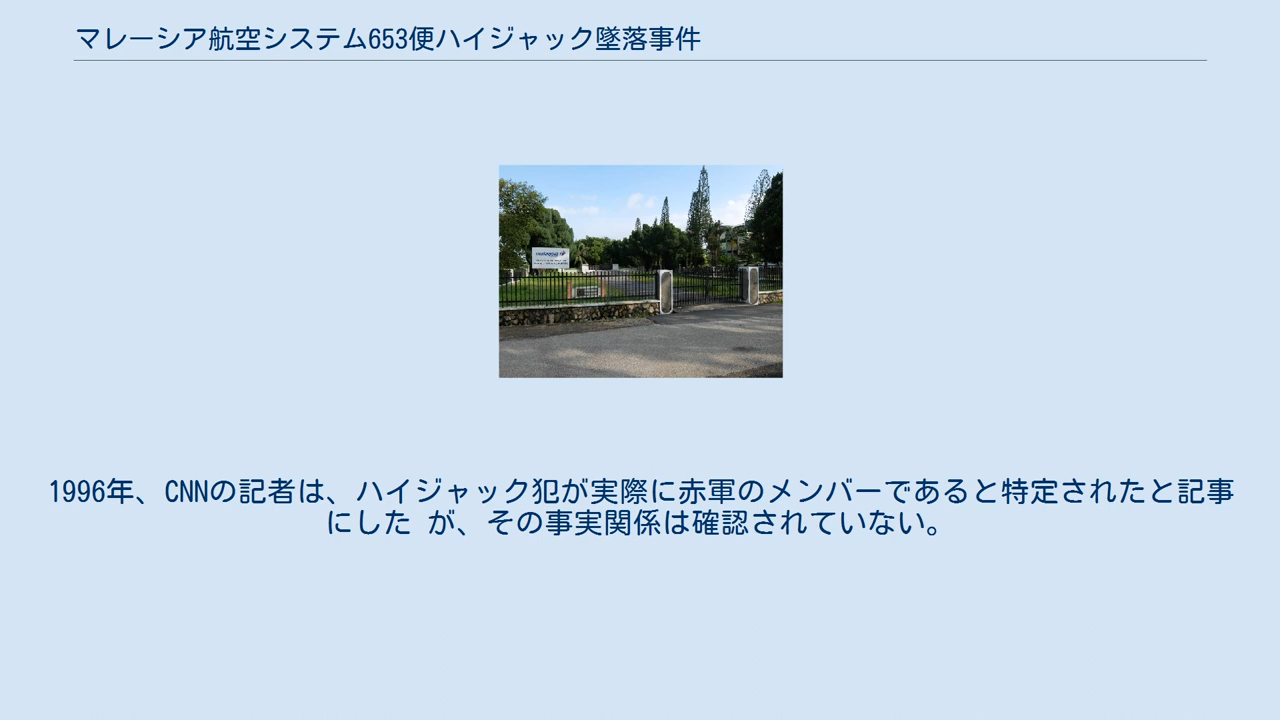 マレーシア航空システム653便ハイジャック墜落事件
1996年、CNNの記者は、ハイジャック犯が実際に赤軍のメンバーであると特定されたと記事
にした が、その事実関係は確認されていない。